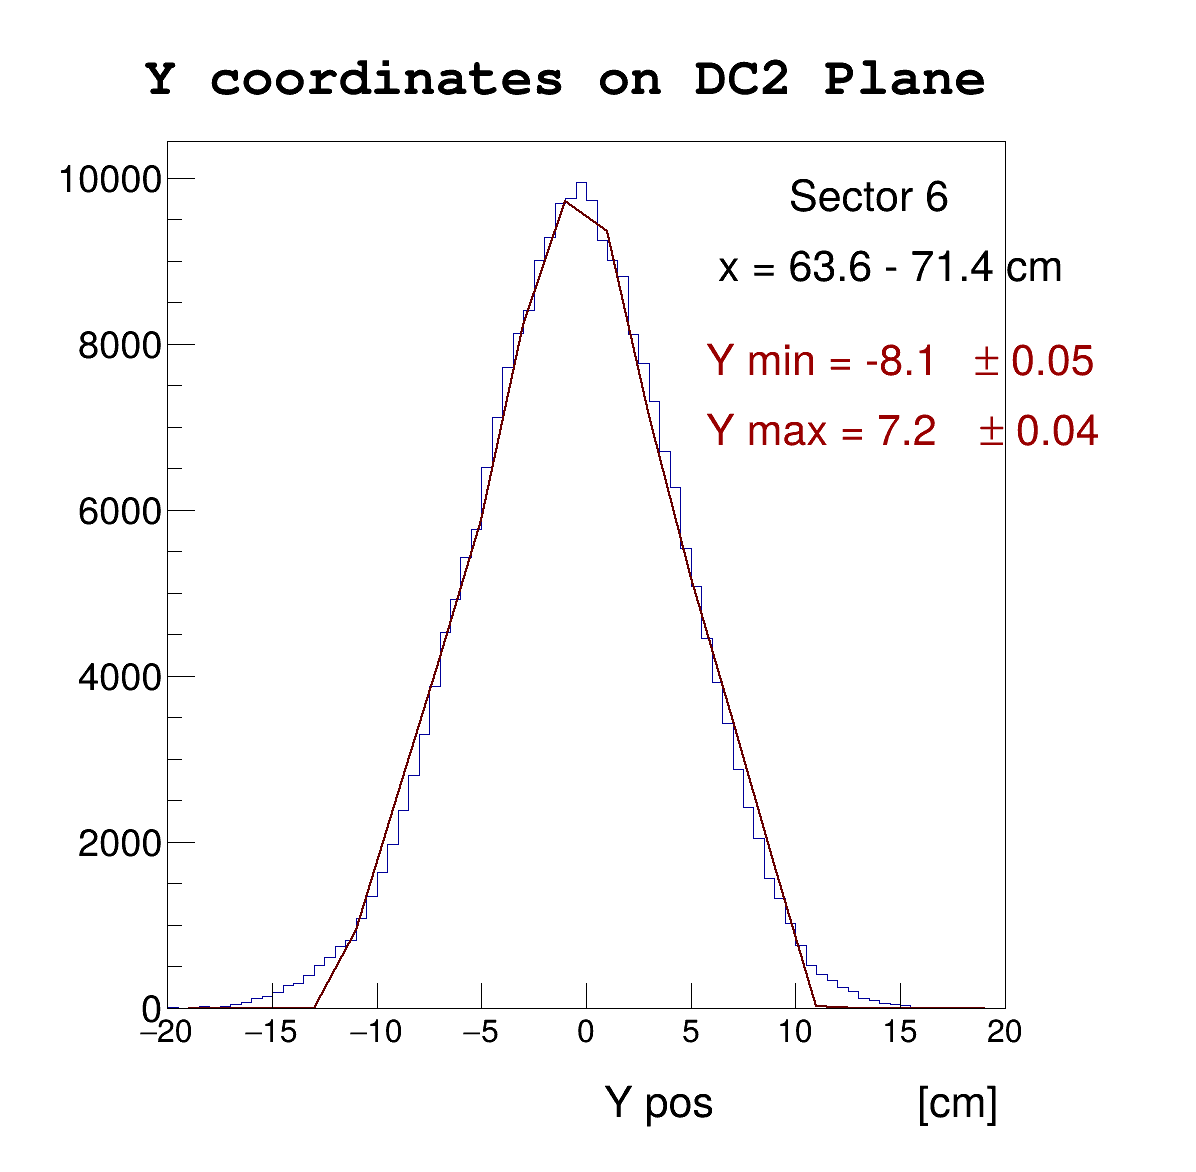 Y coordinates on DC2 Plane
10000
8000
6000
4000
2000
0
Sector 6
x = 63.6 - 71.4 cm
Y min = -8.1 ± 0.05
Y max = 7.2 ± 0.04
−20 −15 −10 −5 0 5 10 15 20
Y pos [cm]